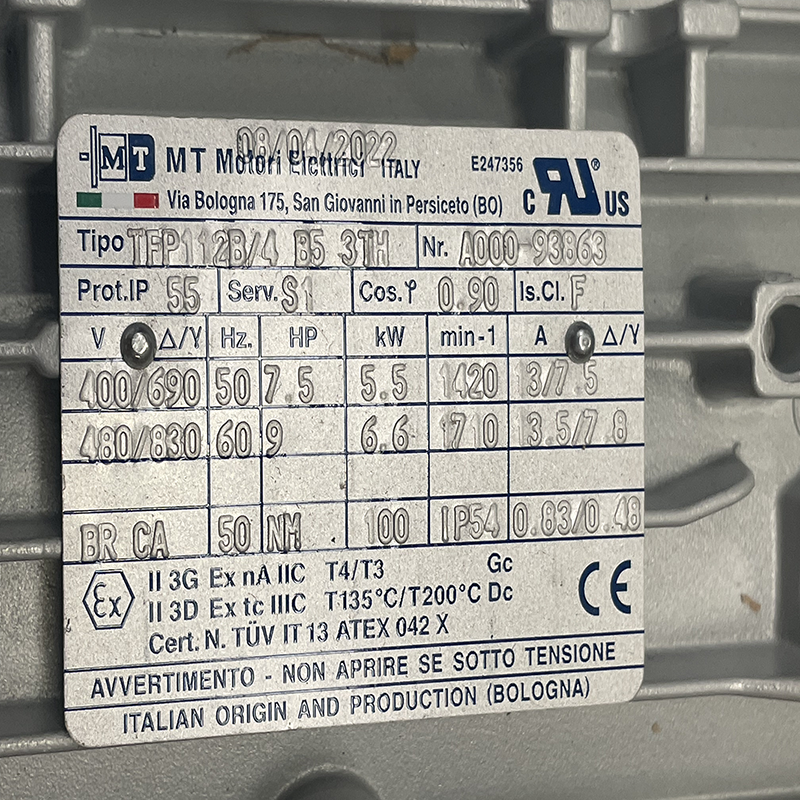 08/04/2022
MT MT Motori Elettrici ITALY E247356 C RU ® US
Via Bologna 175, San Giovanni in Persiceto (BO)
Tipo TFP112B/4 B5 3TH Nr. A000-93863
Prot.IP 55 Serv. S1 Cos.φ 0.90 Is.Cl. F
V Δ/Y Hz. HP kW min-1 A Δ/Y
400/690 50 7.5 5.5 1420 3/7.5
480/830 60 9 6.6 1710 3.5/7.8
BR CA 50 NM 100 IP54 0.83/0.48
Ex II 3G Ex nA IIC T4/T3 Gc
II 3D Ex tc IIIC T135°C/T200°C Dc CE
Cert. N. TÜV IT 13 ATEX 042 X
AVVERTIMENTO - NON APRIRE SE SOTTO TENSIONE
ITALIAN ORIGIN AND PRODUCTION (BOLOGNA)